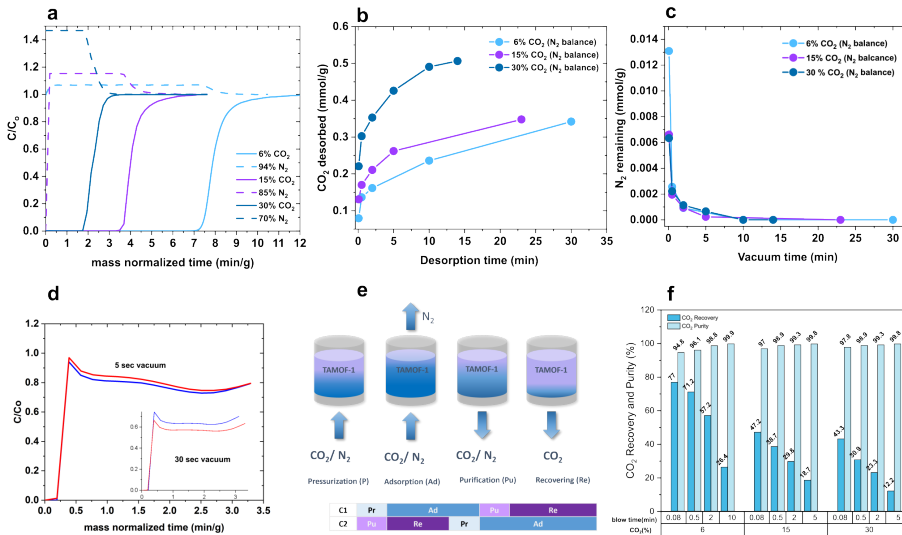 a
C/C₀
1.4
1.2
1.0
0.8
0.6
0.4
0.2
0.0
6% CO₂
94% N₂
15% CO₂
85% N₂
30% CO₂
70% N₂
0 1 2 3 4 5 6 7 8 9 10 11 12
mass normalized time (min/g)
b
CO₂ desorbed (mmol/g)
0.6
0.5
0.4
0.3
0.2
0.1
6% CO₂ (N₂ balance)
15% CO₂ (N₂ balance)
30% CO₂ (N₂ balance)
0 5 10 15 20 25 30 35
Desorption time (min)
c
N₂ remaining (mmol/g)
0.014
0.012
0.010
0.008
0.006
0.004
0.002
0.000
6% CO₂ (N₂ balance)
15% CO₂ (N₂ balcance)
30 % CO₂ (N₂ balance)
0 5 10 15 20 25 30
Vacuum time (min)
d
C/Co
1.2
1.0
0.8
0.6
0.4
0.2
0.0
5 sec vacuum
0.6
0.4
0.2
0.0
30 sec vacuum
0 1 2 3
0.0 0.5 1.0 1.5 2.0 2.5 3.0 3.5
mass normalized time (min/g)
e
N₂
TAMOF-1 TAMOF-1 TAMOF-1 TAMOF-1
CO₂/ N₂ CO₂/ N₂ CO₂/ N₂ CO₂
Pressurization (P) Adsorption (Ad) Purification (Pu) Recovering (Re)
C1 Pr Ad Pu Re
C2 Pu Re Pr Ad
f
CO₂ Recovery and Purity (%)
120
100
80
60
40
20
0
CO₂ Recovery
CO₂ Purity
94.8 96.1 98.8 99.9 97 98.9 99.3 99.8 97.8 98.9 99.3 99.8
77 71.2 57.2 26.4 47.2 38.7 29.8 18.7 43.3 30.9 23.3 12.2
blow time(min) 0.08 0.5 2 10 0.08 0.5 2 5 0.08 0.5 2 5
CO₂(%) 6 15 30